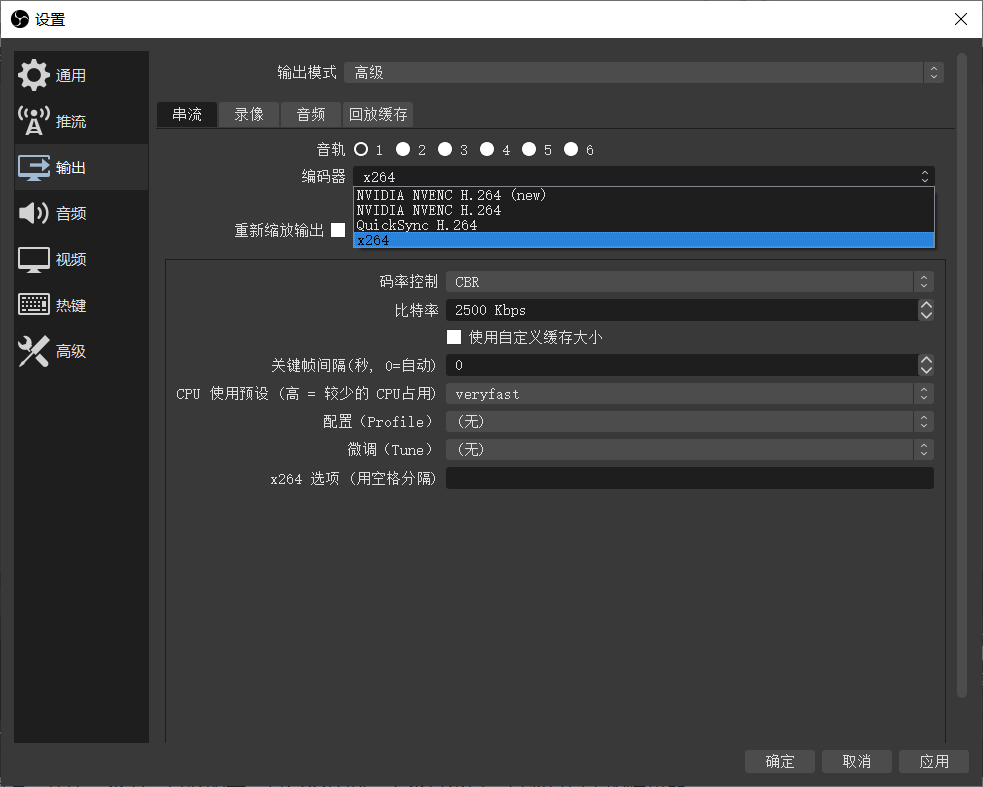 设置
通用
推流
输出
音频
视频
热键
高级
输出模式 高级
串流 录像 音频 回放缓存
音轨 1 2 3 4 5 6
编码器 x264
NVIDIA NVENC H.264 (new)
NVIDIA NVENC H.264
QuickSync H.264
x264
重新缩放输出
码率控制 CBR
比特率 2500 Kbps
使用自定义缓存大小
关键帧间隔(秒, 0=自动) 0
CPU 使用预设 (高 = 较少的 CPU占用) veryfast
配置 (Profile) (无)
微调 (Tune) (无)
x264 选项 (用空格分隔)
确定 取消 应用